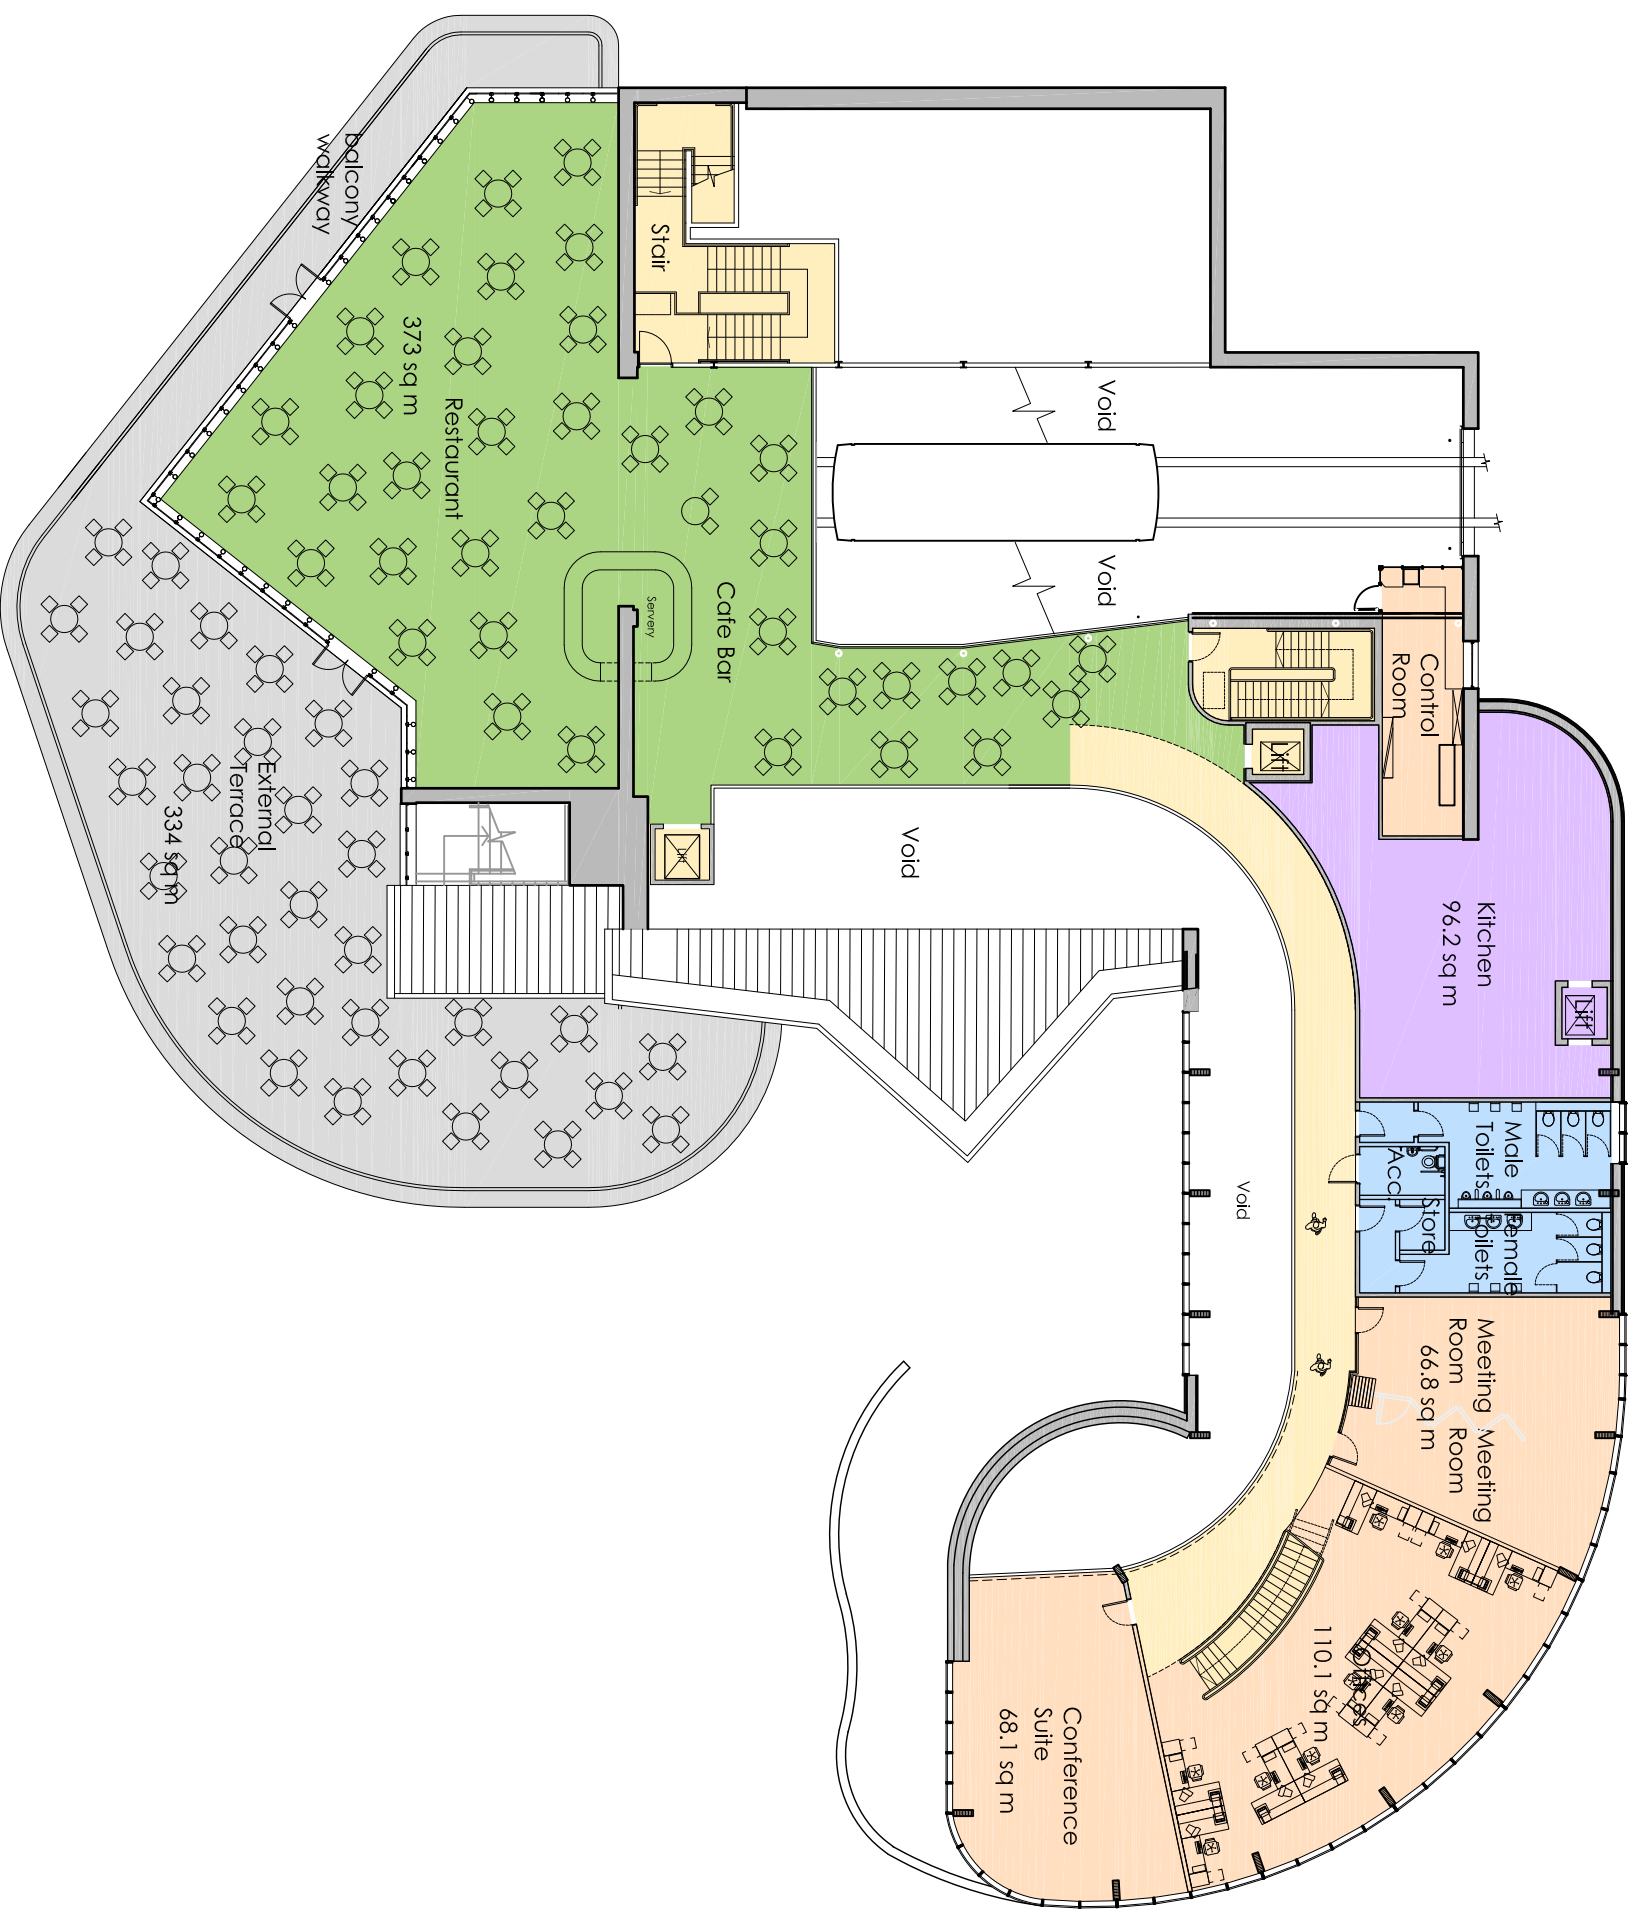 balcony
walkway
Stair
373 sq m
Restaurant
Void
Void
Servery
Cafe Bar
Control
Room
Lift
External
Terrace
334 sq m
Lift
Void
Kitchen
96.2 sq m
Lift
Male
Toilets
Acc.
Store
Female
Toilets
Void
Meeting
Room
66.8 sq m
Meeting
Room
Offices
110.1 sq m
Conference
Suite
68.1 sq m